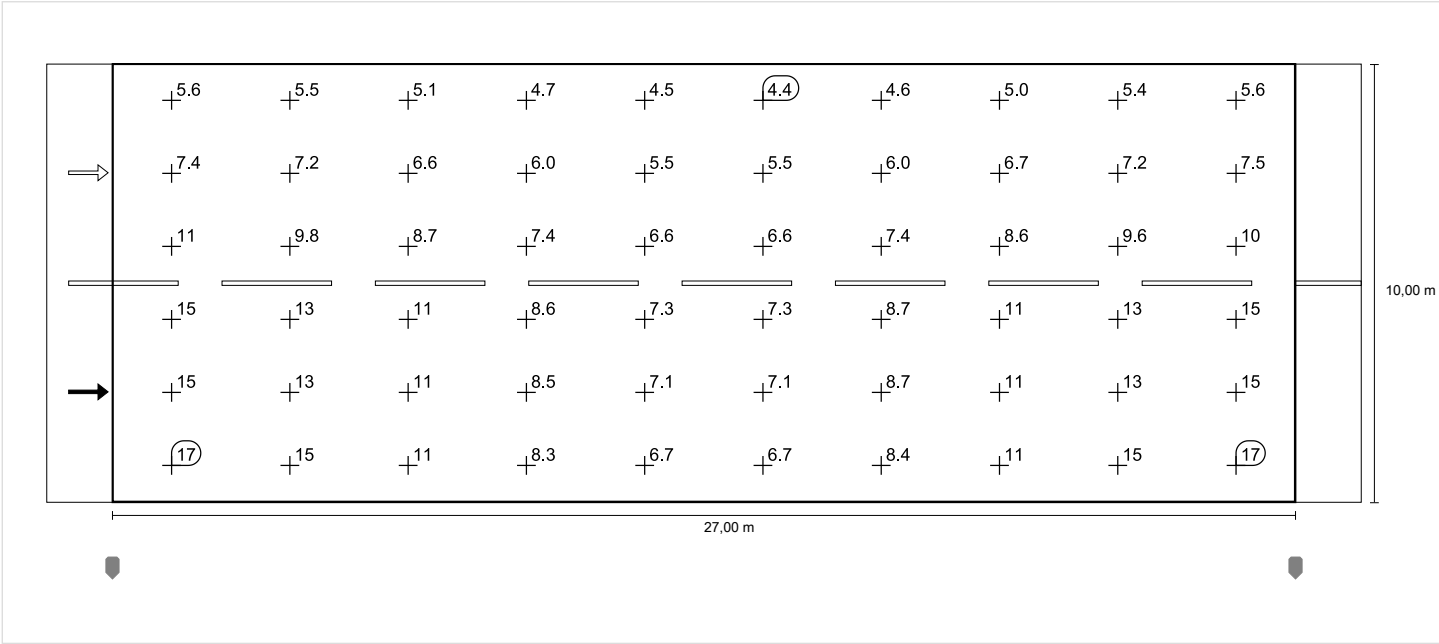 5.6 5.5 5.1 4.7 4.5 4.4 4.6 5.0 5.4 5.6
7.4 7.2 6.6 6.0 5.5 5.5 6.0 6.7 7.2 7.5
11 9.8 8.7 7.4 6.6 6.6 7.4 8.6 9.6 10
10,00 m
15 13 11 8.6 7.3 7.3 8.7 11 13 15
15 13 11 8.5 7.1 7.1 8.7 11 13 15
17 15 11 8.3 6.7 6.7 8.4 11 15 17
27,00 m